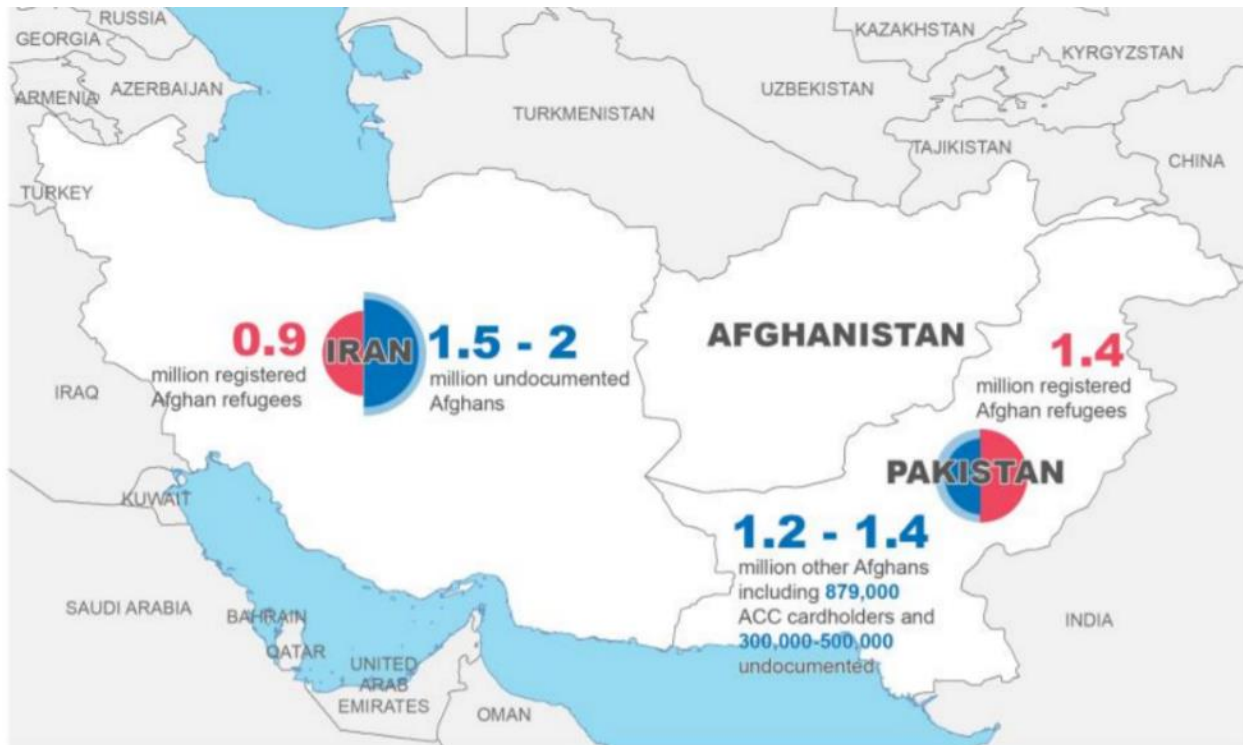 RUSSIA
GEORGIA
KAZAKHSTAN
KYRGYZSTAN
ARMENIA
AZERBAIJAN
TURKMENISTAN
UZBEKISTAN
TAJIKISTAN
CHINA
TURKEY
0.9
million registered
Afghan refugees
IRAN
1.5 - 2
million undocumented
Afghans
AFGHANISTAN
1.4
million registered
Afghan refugees
IRAQ
PAKISTAN
KUWAIT
1.2 - 1.4
million other Afghans
including 879,000
ACC cardholders and
300,000-500,000
undocumented
SAUDI ARABIA
BAHRAIN
QATAR
UNITED
ARAB
EMIRATES
OMAN
INDIA